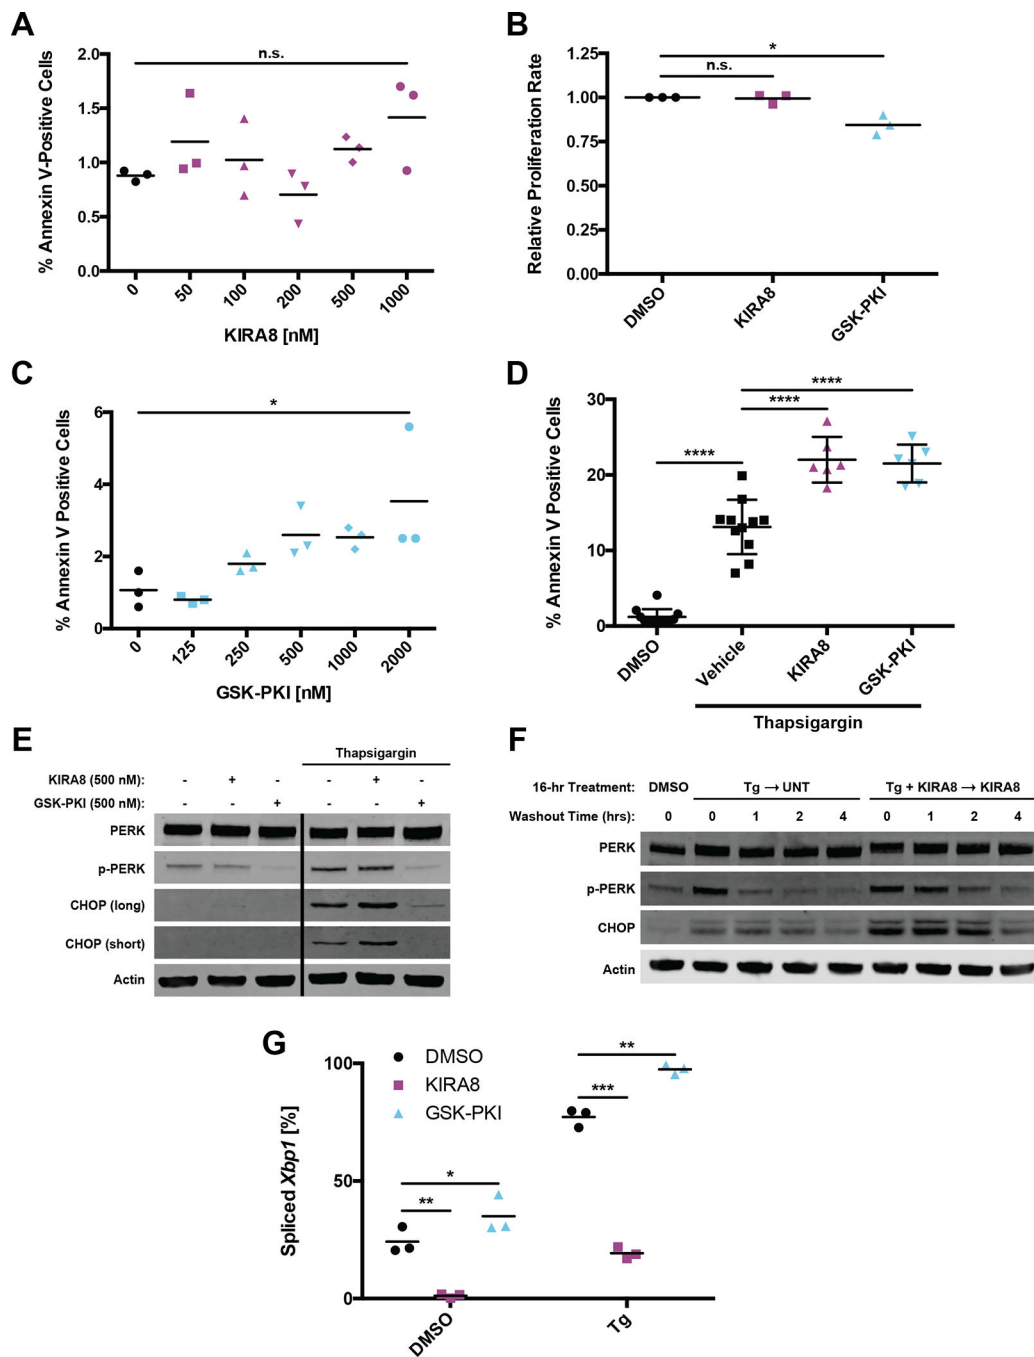 A
2.0
1.5
1.0
0.5
0.0
% Annexin V-Positive Cells
n.s.
0
50
100
200
500
1000
KIRA8 [nM]
B
1.25
1.00
0.75
0.50
0.25
0.00
Relative Proliferation Rate
*
n.s.
DMSO
KIRA8
GSK-PKI
C
6
4
2
0
% Annexin V Positive Cells
*
0
125
250
500
1000
2000
GSK-PKI [nM]
D
30
20
10
0
% Annexin V Positive Cells
****
****
****
DMSO
Vehicle
KIRA8
GSK-PKI
Thapsigargin
E
Thapsigargin
KIRA8 (500 nM): - + - - + -
GSK-PKI (500 nM): - - + - - +
PERK
p-PERK
CHOP (long)
CHOP (short)
Actin
F
16-hr Treatment: DMSO Tg → UNT Tg + KIRA8 → KIRA8
Washout Time (hrs): 0 0 1 2 4 0 1 2 4
PERK
p-PERK
CHOP
Actin
G
100
50
0
Spliced Xbp1 [%]
DMSO
KIRA8
GSK-PKI
*
**
**
***
DMSO
Tg